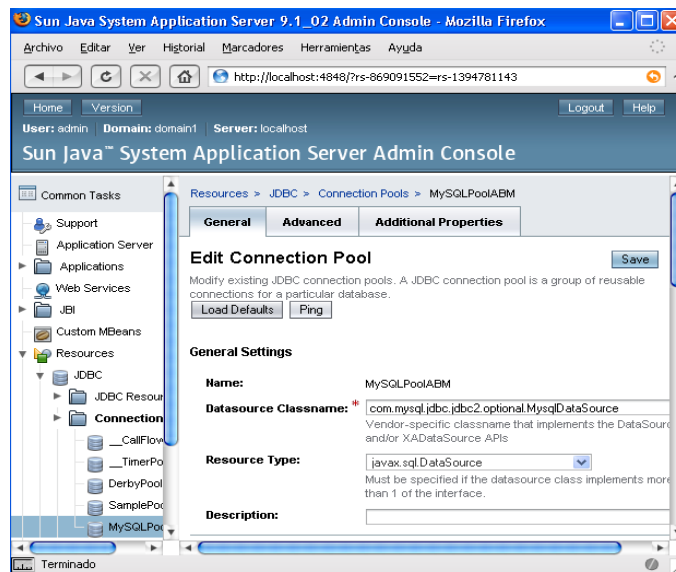 Sun Java System Application Server 9.1_02 Admin Console - Mozilla Firefox
Archivo Editar Ver Historial Marcadores Herramientas Ayuda
http://localhost:4848/?rs-869091552=rs-1394781143
Home Version Logout Help
User: admin Domain: domain1 Server: localhost
Sun Java™ System Application Server Admin Console
Common Tasks
Support
Application Server
Applications
Web Services
JBI
Custom MBeans
Resources
JDBC
JDBC Resour
Connection
__CallFlow
__TimerPo
DerbyPool
SamplePoo
MySQLPoo
Resources > JDBC > Connection Pools > MySQLPoolABM
General Advanced Additional Properties
Edit Connection Pool
Save
Modify existing JDBC connection pools. A JDBC connection pool is a group of reusable
connections for a particular database.
Load Defaults Ping
General Settings
Name: MySQLPoolABM
Datasource Classname: * com.mysql.jdbc.jdbc2.optional.MysqlDataSource
Vendor-specific classname that implements the DataSour
and/or XADataSource APIs
Resource Type: javax.sql.DataSource
Must be specified if the datasource class implements more
than 1 of the interface.
Description:
Terminado